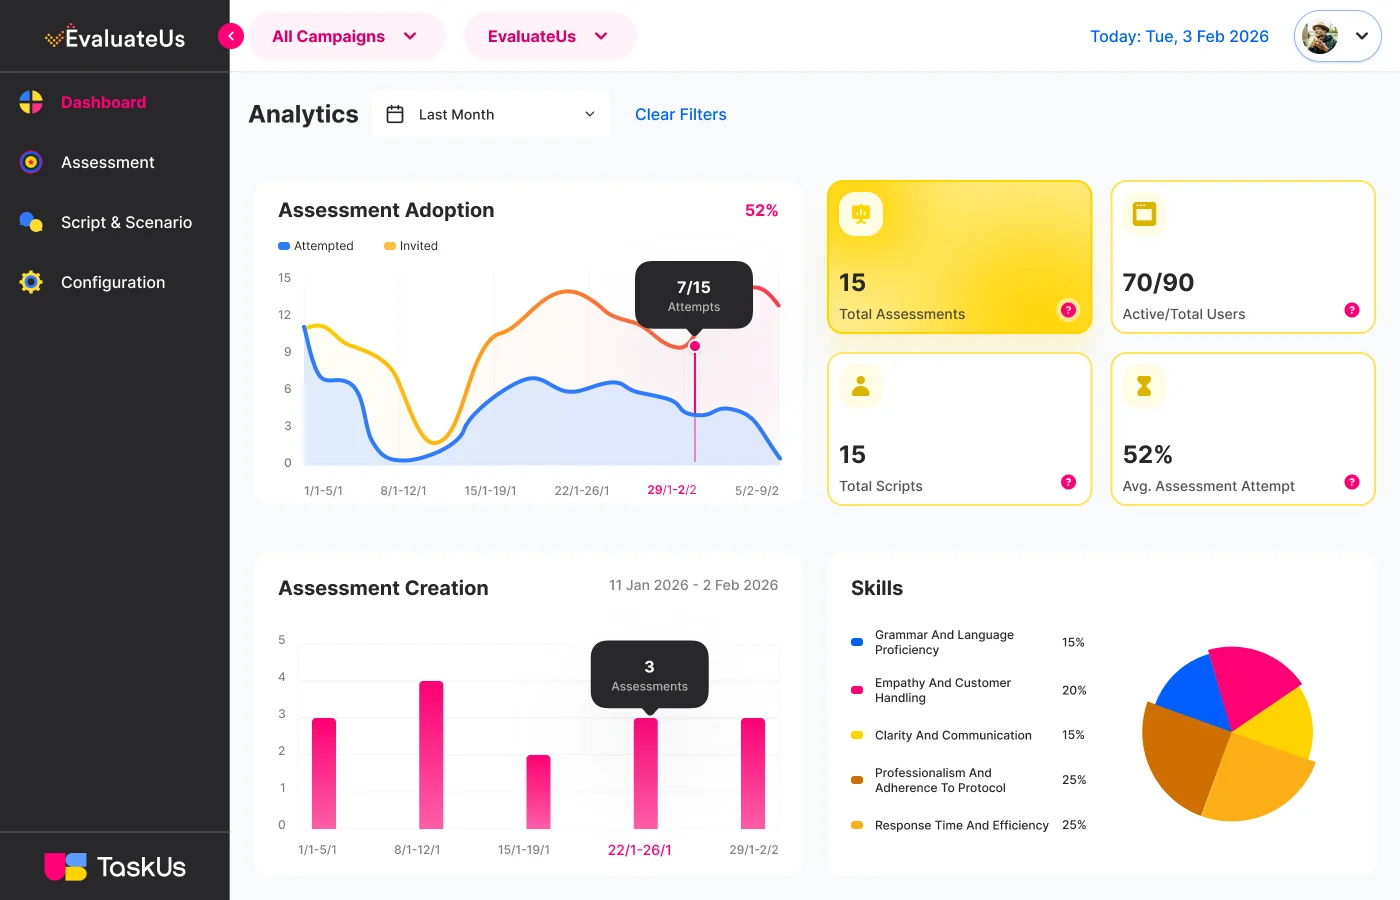 EvaluateUs
All Campaigns
EvaluateUs
Today: Tue, 3 Feb 2026
Dashboard
Assessment
Script & Scenario
Configuration
TaskUs
Analytics
Last Month
Clear Filters
Assessment Adoption
52%
Attempted
Invited
15
12
9
6
3
0
7/15
Attempts
1/1-5/1
8/1-12/1
15/1-19/1
22/1-26/1
29/1-2/2
5/2-9/2
15
Total Assessments
?
70/90
Active/Total Users
?
15
Total Scripts
?
52%
Avg. Assessment Attempt
?
Assessment Creation
11 Jan 2026 - 2 Feb 2026
5
4
3
2
1
0
3
Assessments
1/1-5/1
8/1-12/1
15/1-19/1
22/1-26/1
29/1-2/2
Skills
Grammar And Language
Proficiency
15%
Empathy And Customer
Handling
20%
Clarity And Communication
15%
Professionalism And
Adherence To Protocol
25%
Response Time And Efficiency
25%